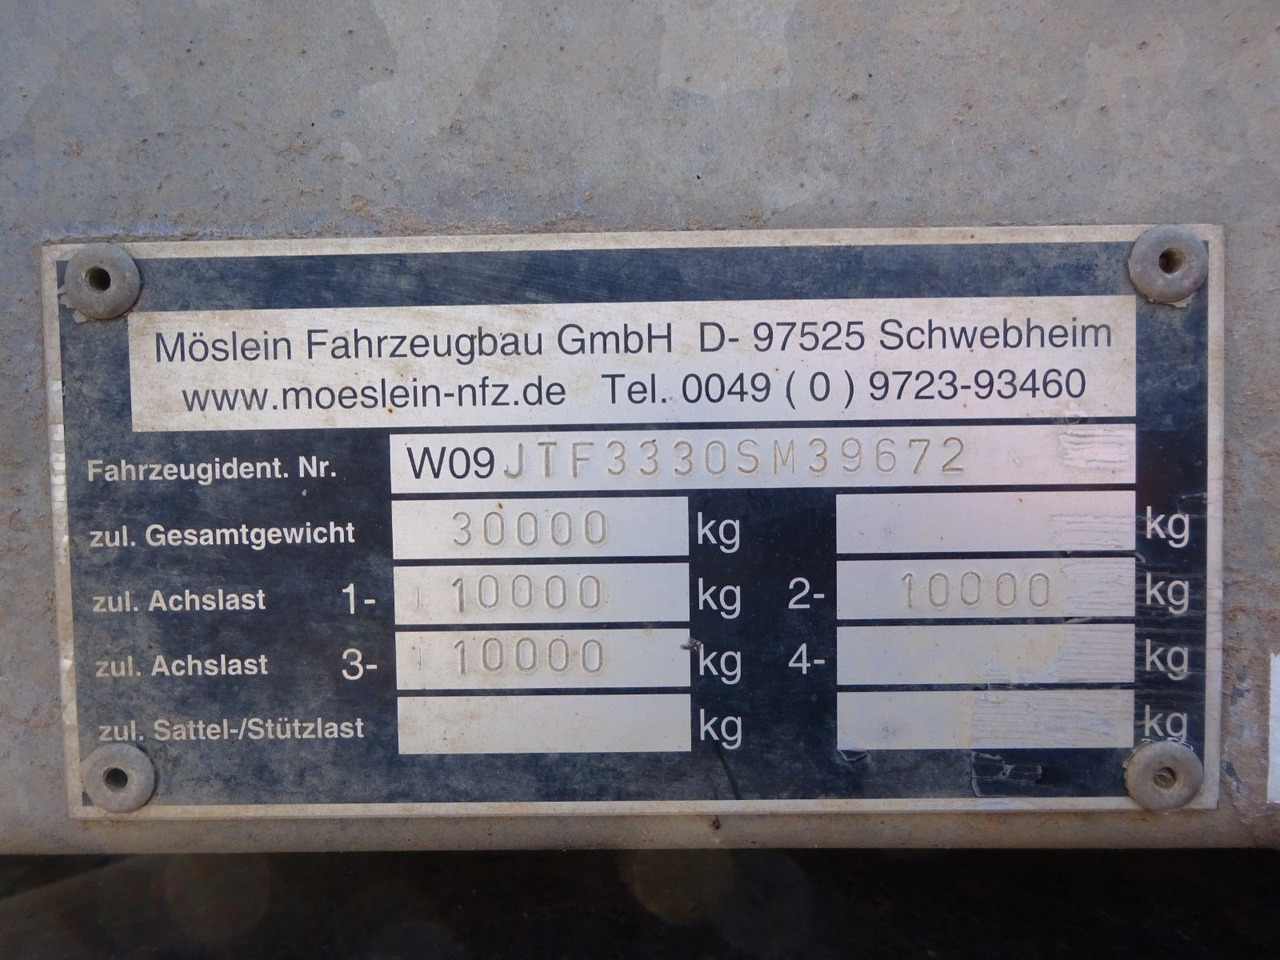 Möslein Fahrzeugbau GmbH D- 97525 Schwebheim
www.moeslein-nfz.de Tel. 0049 ( 0 ) 9723-93460
Fahrzeugident. Nr. W09JTF3330SM39672
zul. Gesamtgewicht 30000 kg kg
zul. Achslast 1- 10000 kg 2- 10000 kg
zul. Achslast 3- 10000 kg 4- kg
zul. Sattel-/Stützlast kg kg